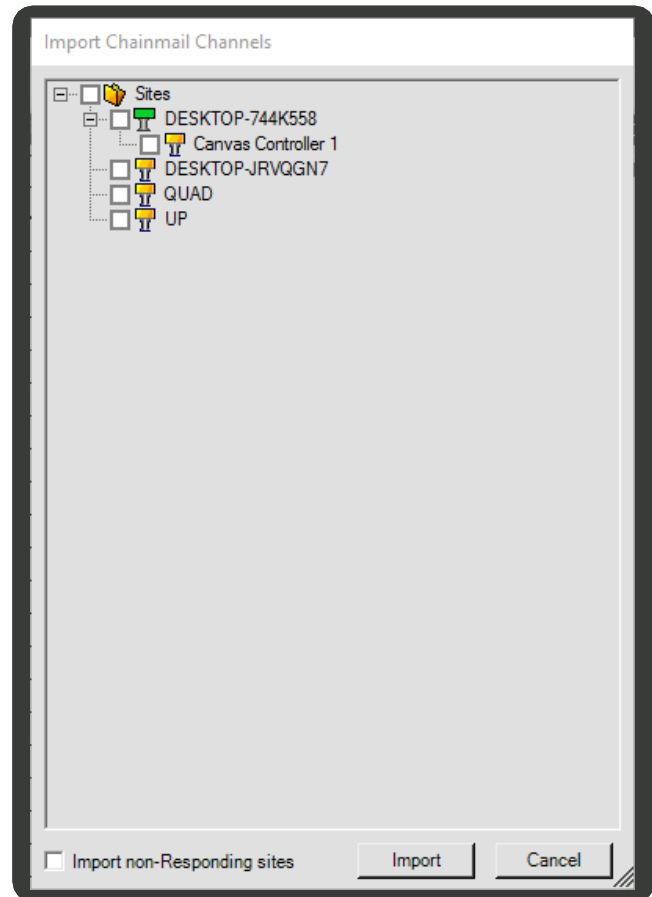 Import Chainmail Channels
Sites
DESKTOP-744K558
Canvas Controller 1
DESKTOP-JRVQGN7
QUAD
UP
Import non-Responding sites
Import
Cancel